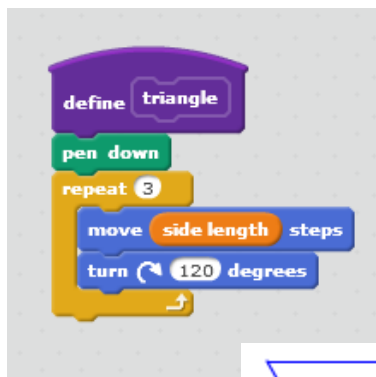 define triangle
pen down
repeat 3
move side length steps
turn 120 degrees